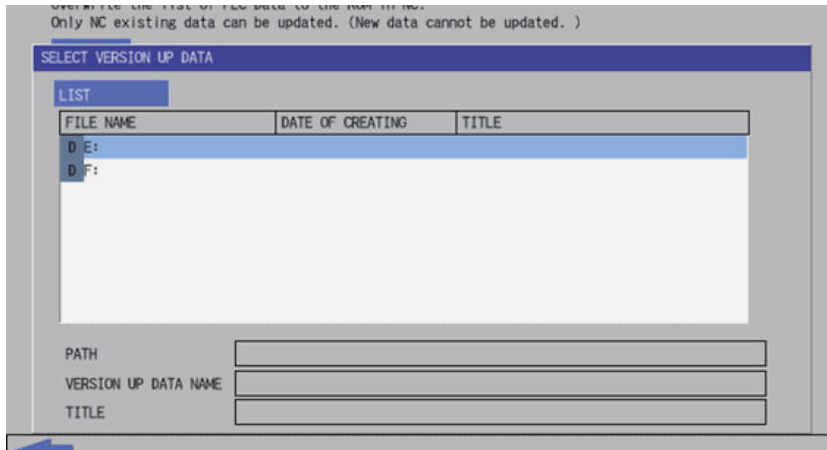 Only NC existing data can be updated. (New data cannot be updated. )
SELECT VERSION UP DATA
LIST
FILE NAME DATE OF CREATING TITLE
D E:
D F:
PATH
VERSION UP DATA NAME
TITLE